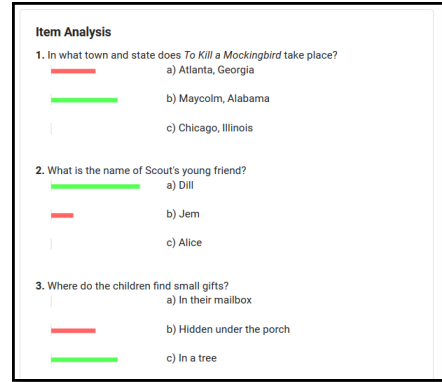 Item Analysis
1. In what town and state does To Kill a Mockingbird take place?
a) Atlanta, Georgia
b) Maycolm, Alabama
c) Chicago, Illinois
2. What is the name of Scout's young friend?
a) Dill
b) Jem
c) Alice
3. Where do the children find small gifts?
a) In their mailbox
b) Hidden under the porch
c) In a tree